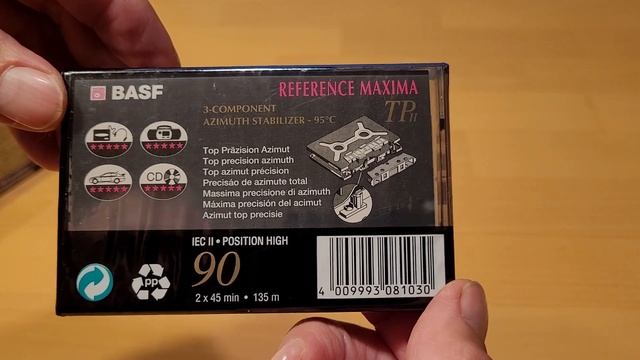 BASF
REFERENCE MAXIMA
3-COMPONENT
AZIMUTH STABILIZER - 95°C
TP II
CD
Top Präzision Azimut
Top precision azimuth
Top azimut précision
Precisão de azimute total
Massima precisione di azimuth
Máxima precisión del acimut
Azimut top precisie
IEC II • POSITION HIGH
90
2 x 45 min • 135 m
PP
4 009993 081030